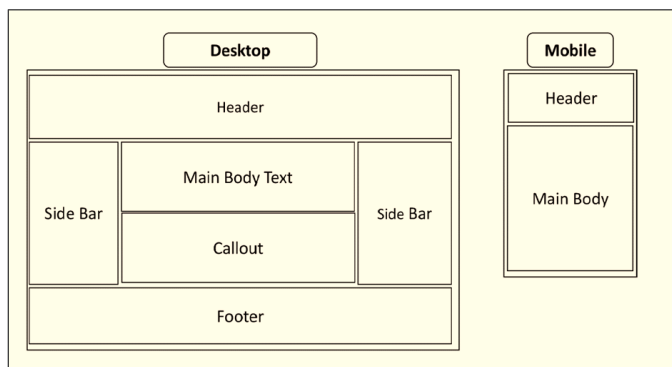 Desktop
Header
Side Bar
Main Body Text
Callout
Side Bar
Footer
Mobile
Header
Main Body